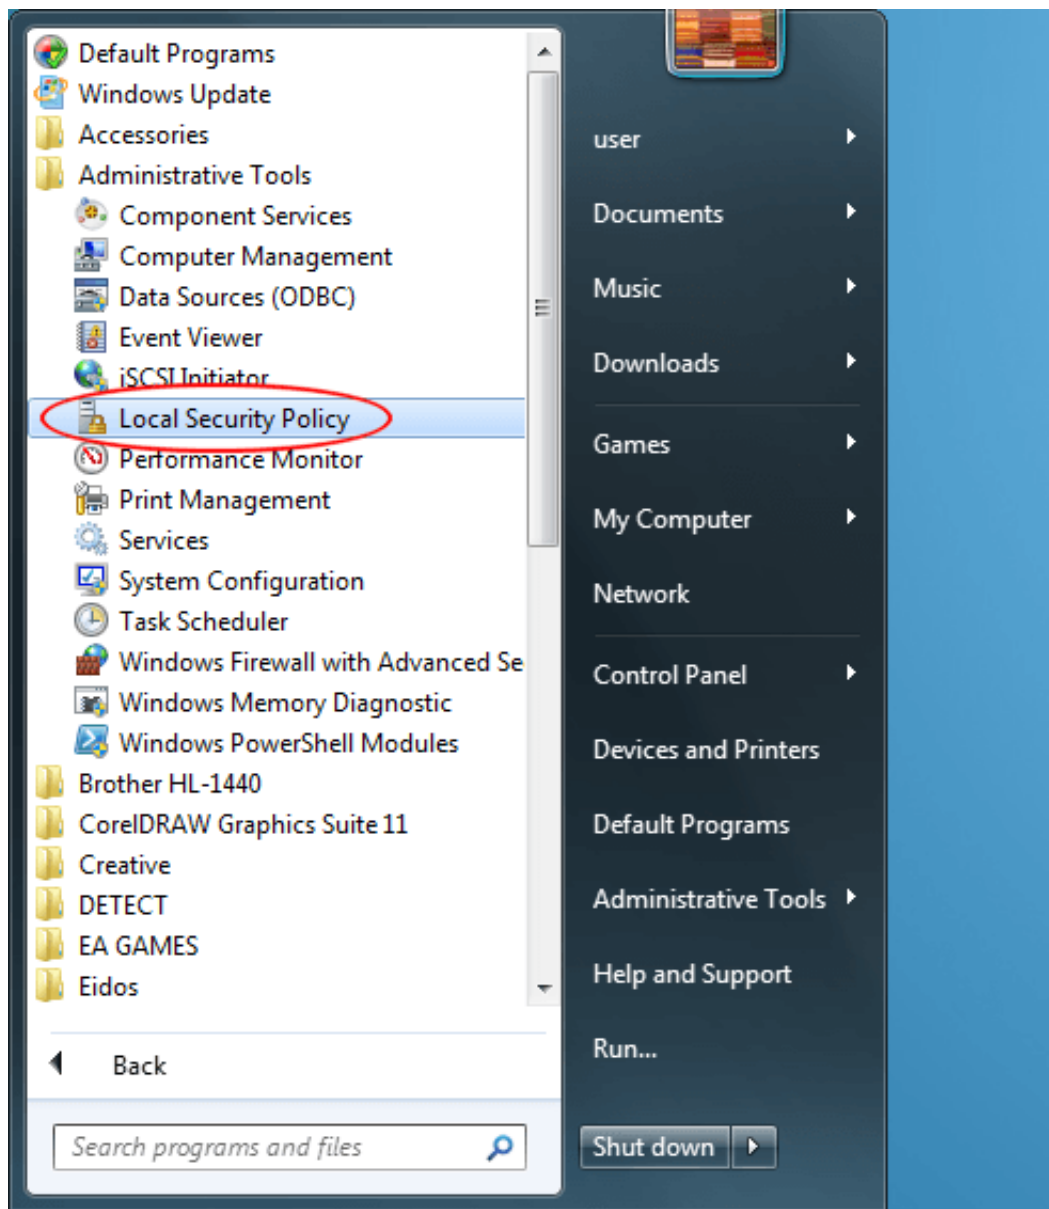 Default Programs
Windows Update
Accessories
Administrative Tools
Component Services
Computer Management
Data Sources (ODBC)
Event Viewer
iSCSI Initiator
Local Security Policy
Performance Monitor
Print Management
Services
System Configuration
Task Scheduler
Windows Firewall with Advanced Se
Windows Memory Diagnostic
Windows PowerShell Modules
Brother HL-1440
CorelDRAW Graphics Suite 11
Creative
DETECT
EA GAMES
Eidos
Back
Search programs and files
user
Documents
Music
Downloads
Games
My Computer
Network
Control Panel
Devices and Printers
Default Programs
Administrative Tools
Help and Support
Run...
Shut down